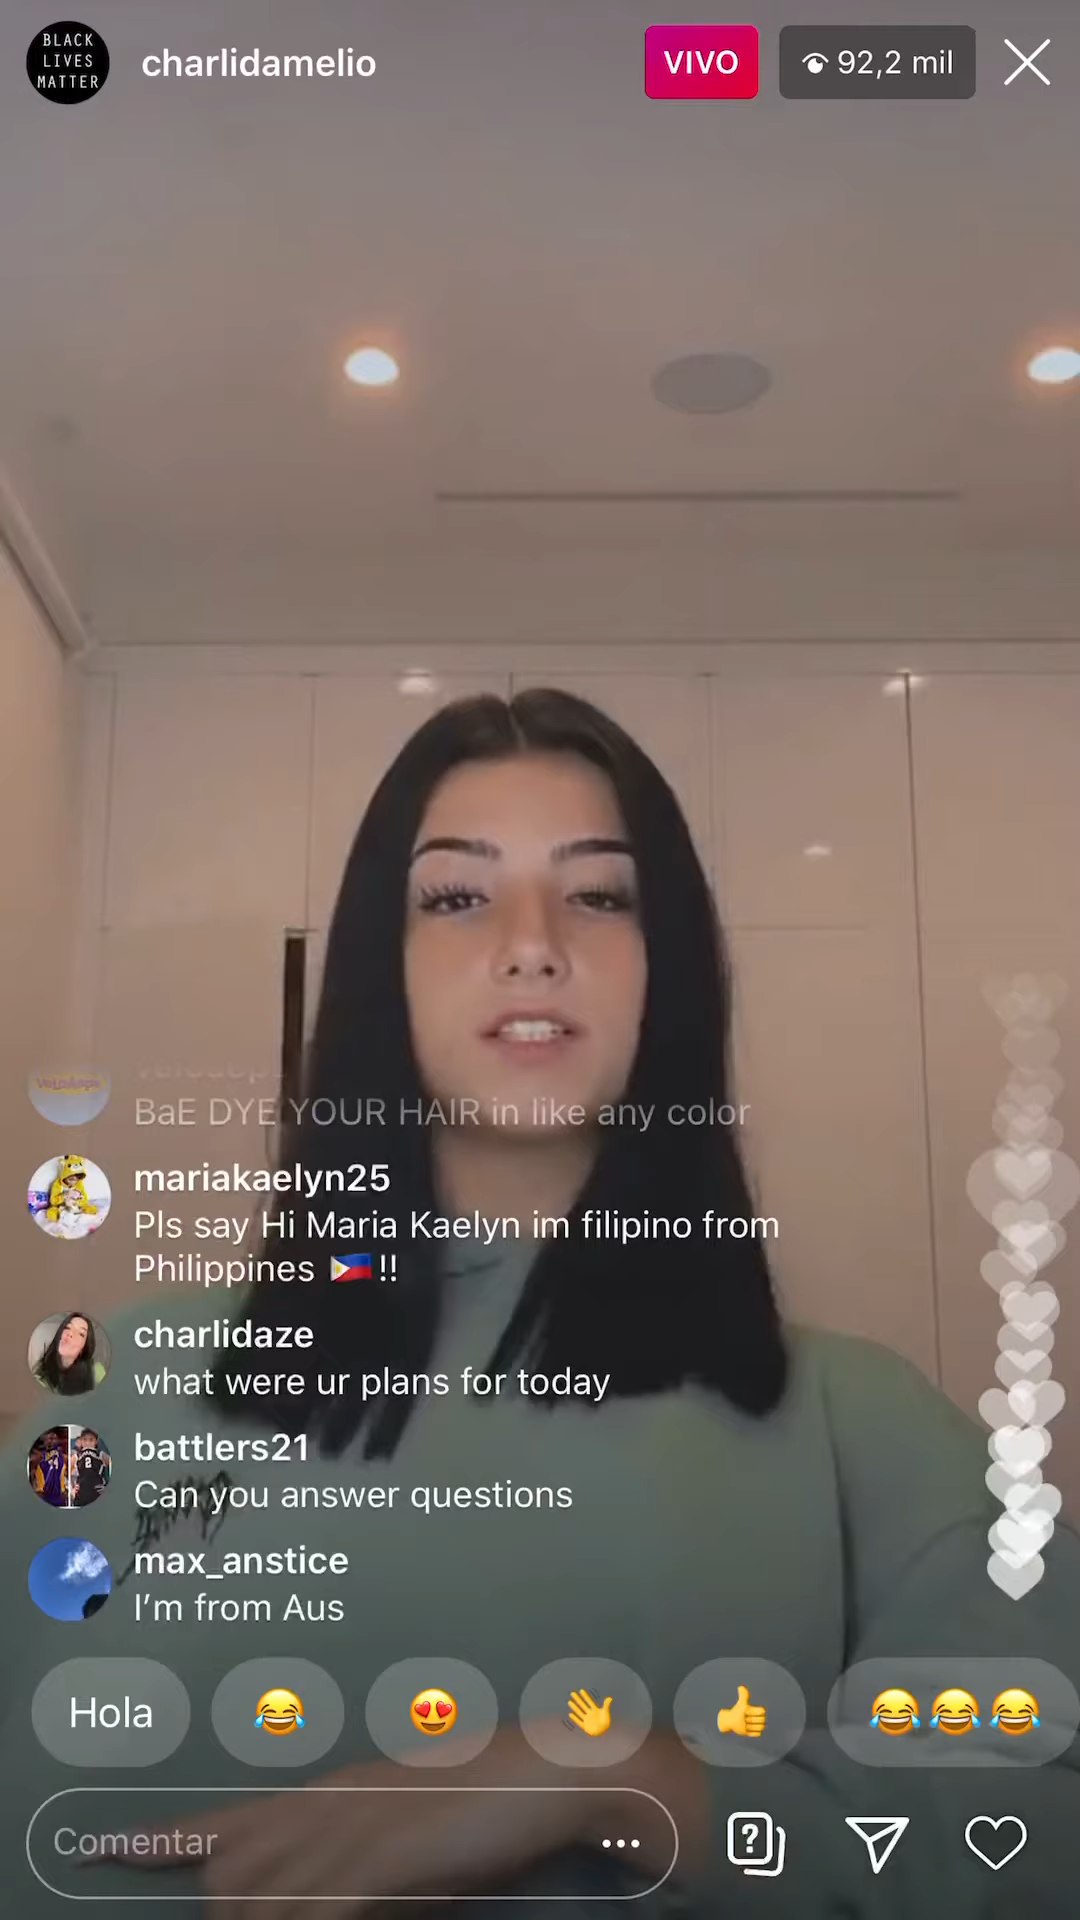 BLACK
LIVES
MATTER
charlidamelio
VIVO
92,2 mil
BaE DYE YOUR HAIR in like any color
mariakaelyn25
Pls say Hi Maria Kaelyn im filipino from
Philippines 🇵🇭 !!
charlidaze
what were ur plans for today
battlers21
Can you answer questions
max_anstice
I’m from Aus
Hola 😂 😍 👋 👍 😂😂😂
Comentar